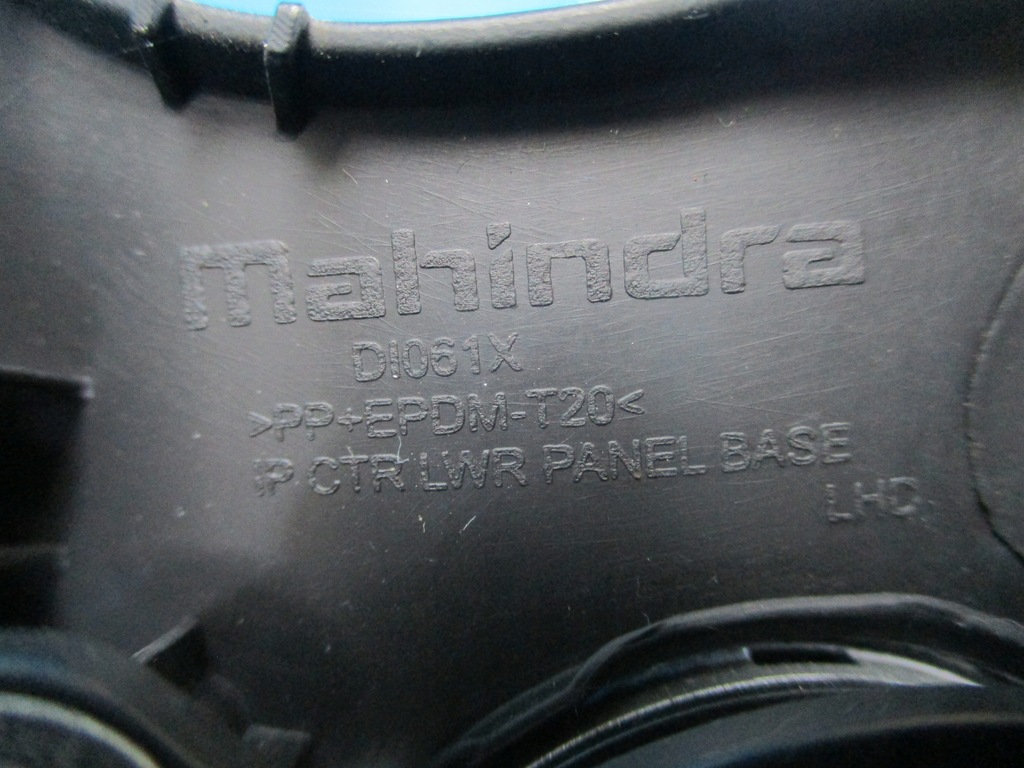 mahindra
DI061X
>PP+EPDM-T20<
IP CTR LWR PANEL BASE
LHD